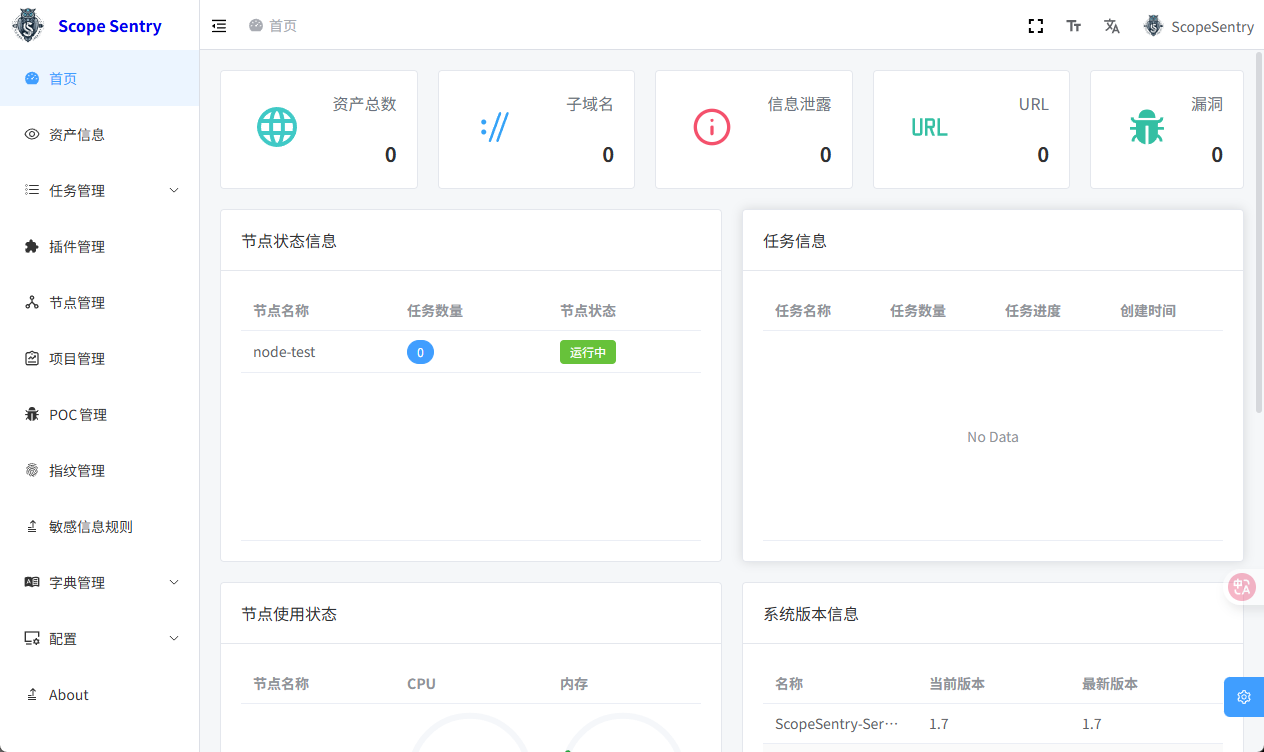 Scope Sentry
首页
ScopeSentry
首页
资产信息
任务管理
插件管理
节点管理
项目管理
POC 管理
指纹管理
敏感信息规则
字典管理
配置
About
资产总数
0
子域名
0
信息泄露
0
URL
URL
0
漏洞
0
节点状态信息
节点名称 任务数量 节点状态
node-test 0 运行中
任务信息
任务名称 任务数量 任务进度 创建时间
No Data
节点使用状态
节点名称 CPU 内存
系统版本信息
名称 当前版本 最新版本
ScopeSentry-Ser… 1.7 1.7